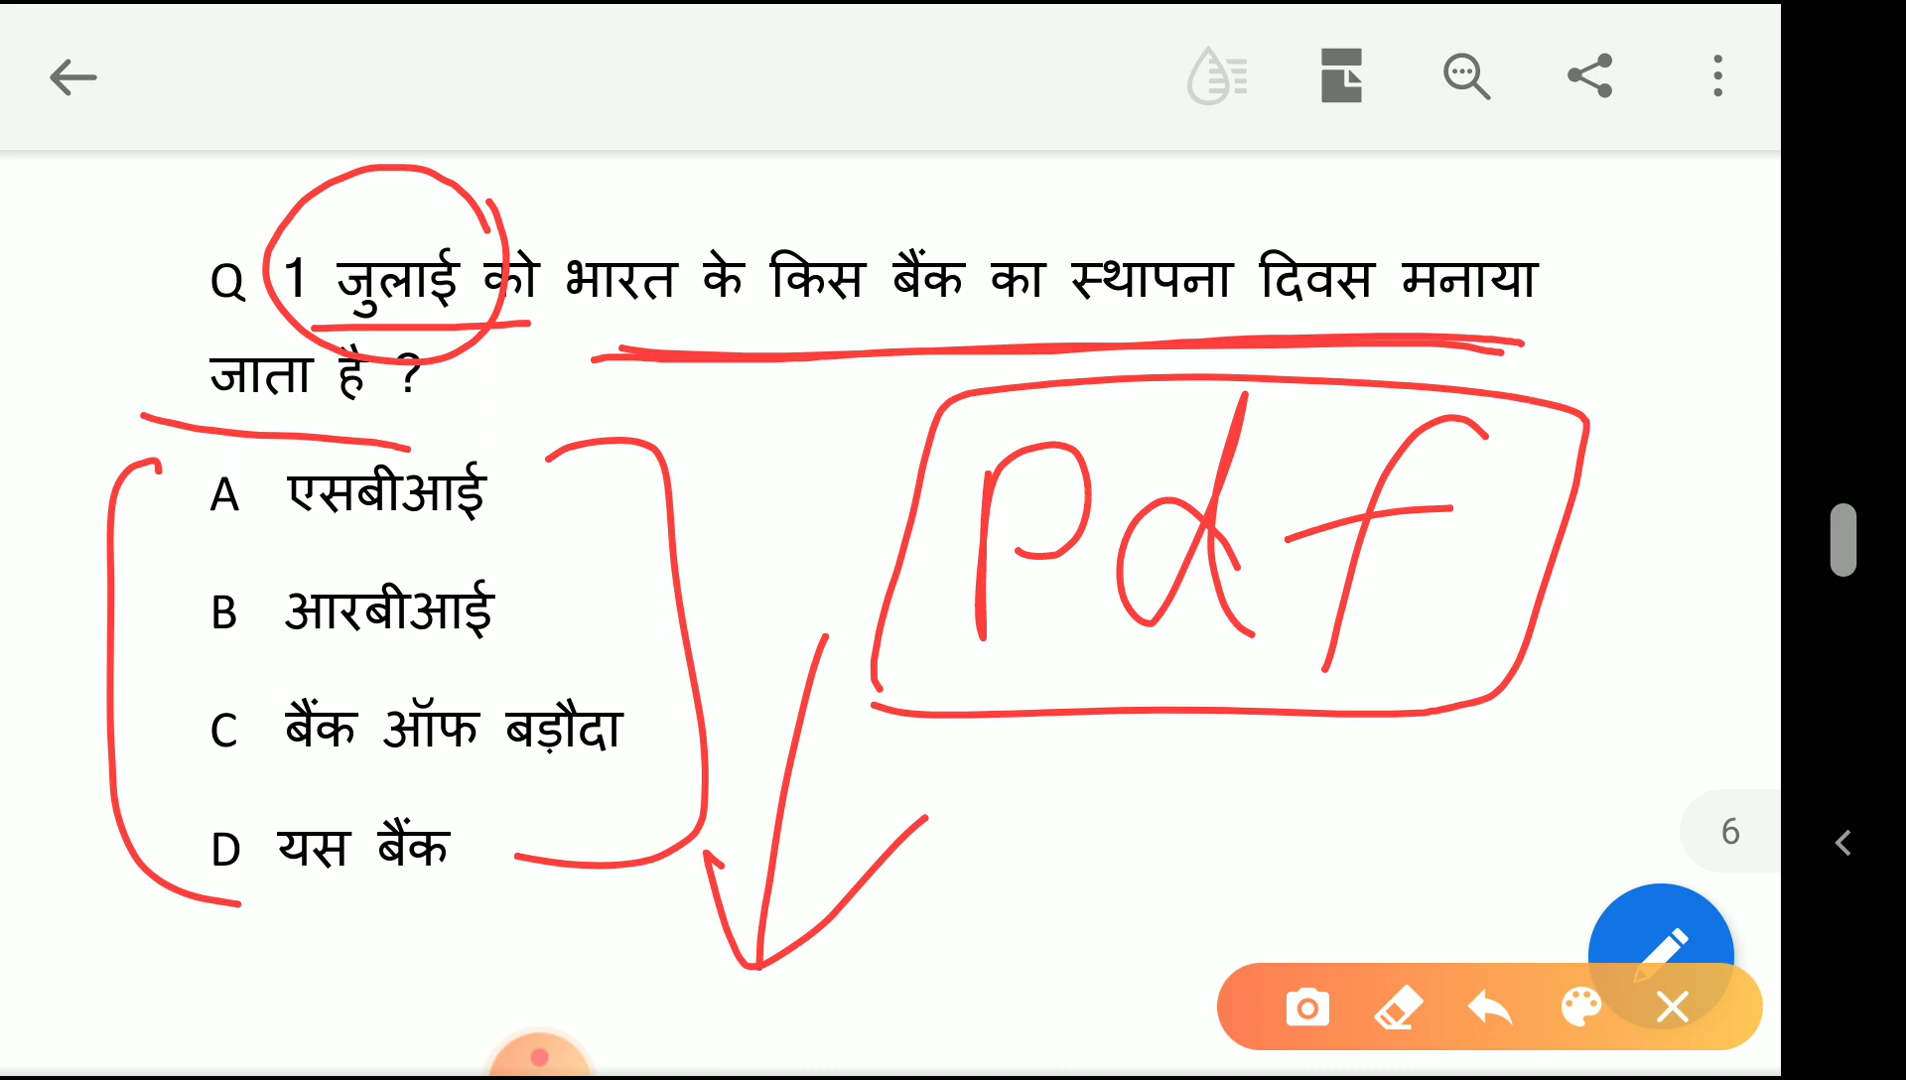 Q 1 जुलाई को भारत के किस बैंक का स्थापना दिवस मनाया
जाता है ?
A एसबीआई
B आरबीआई
C बैंक ऑफ बड़ौदा
D यस बैंक
Pdf
6